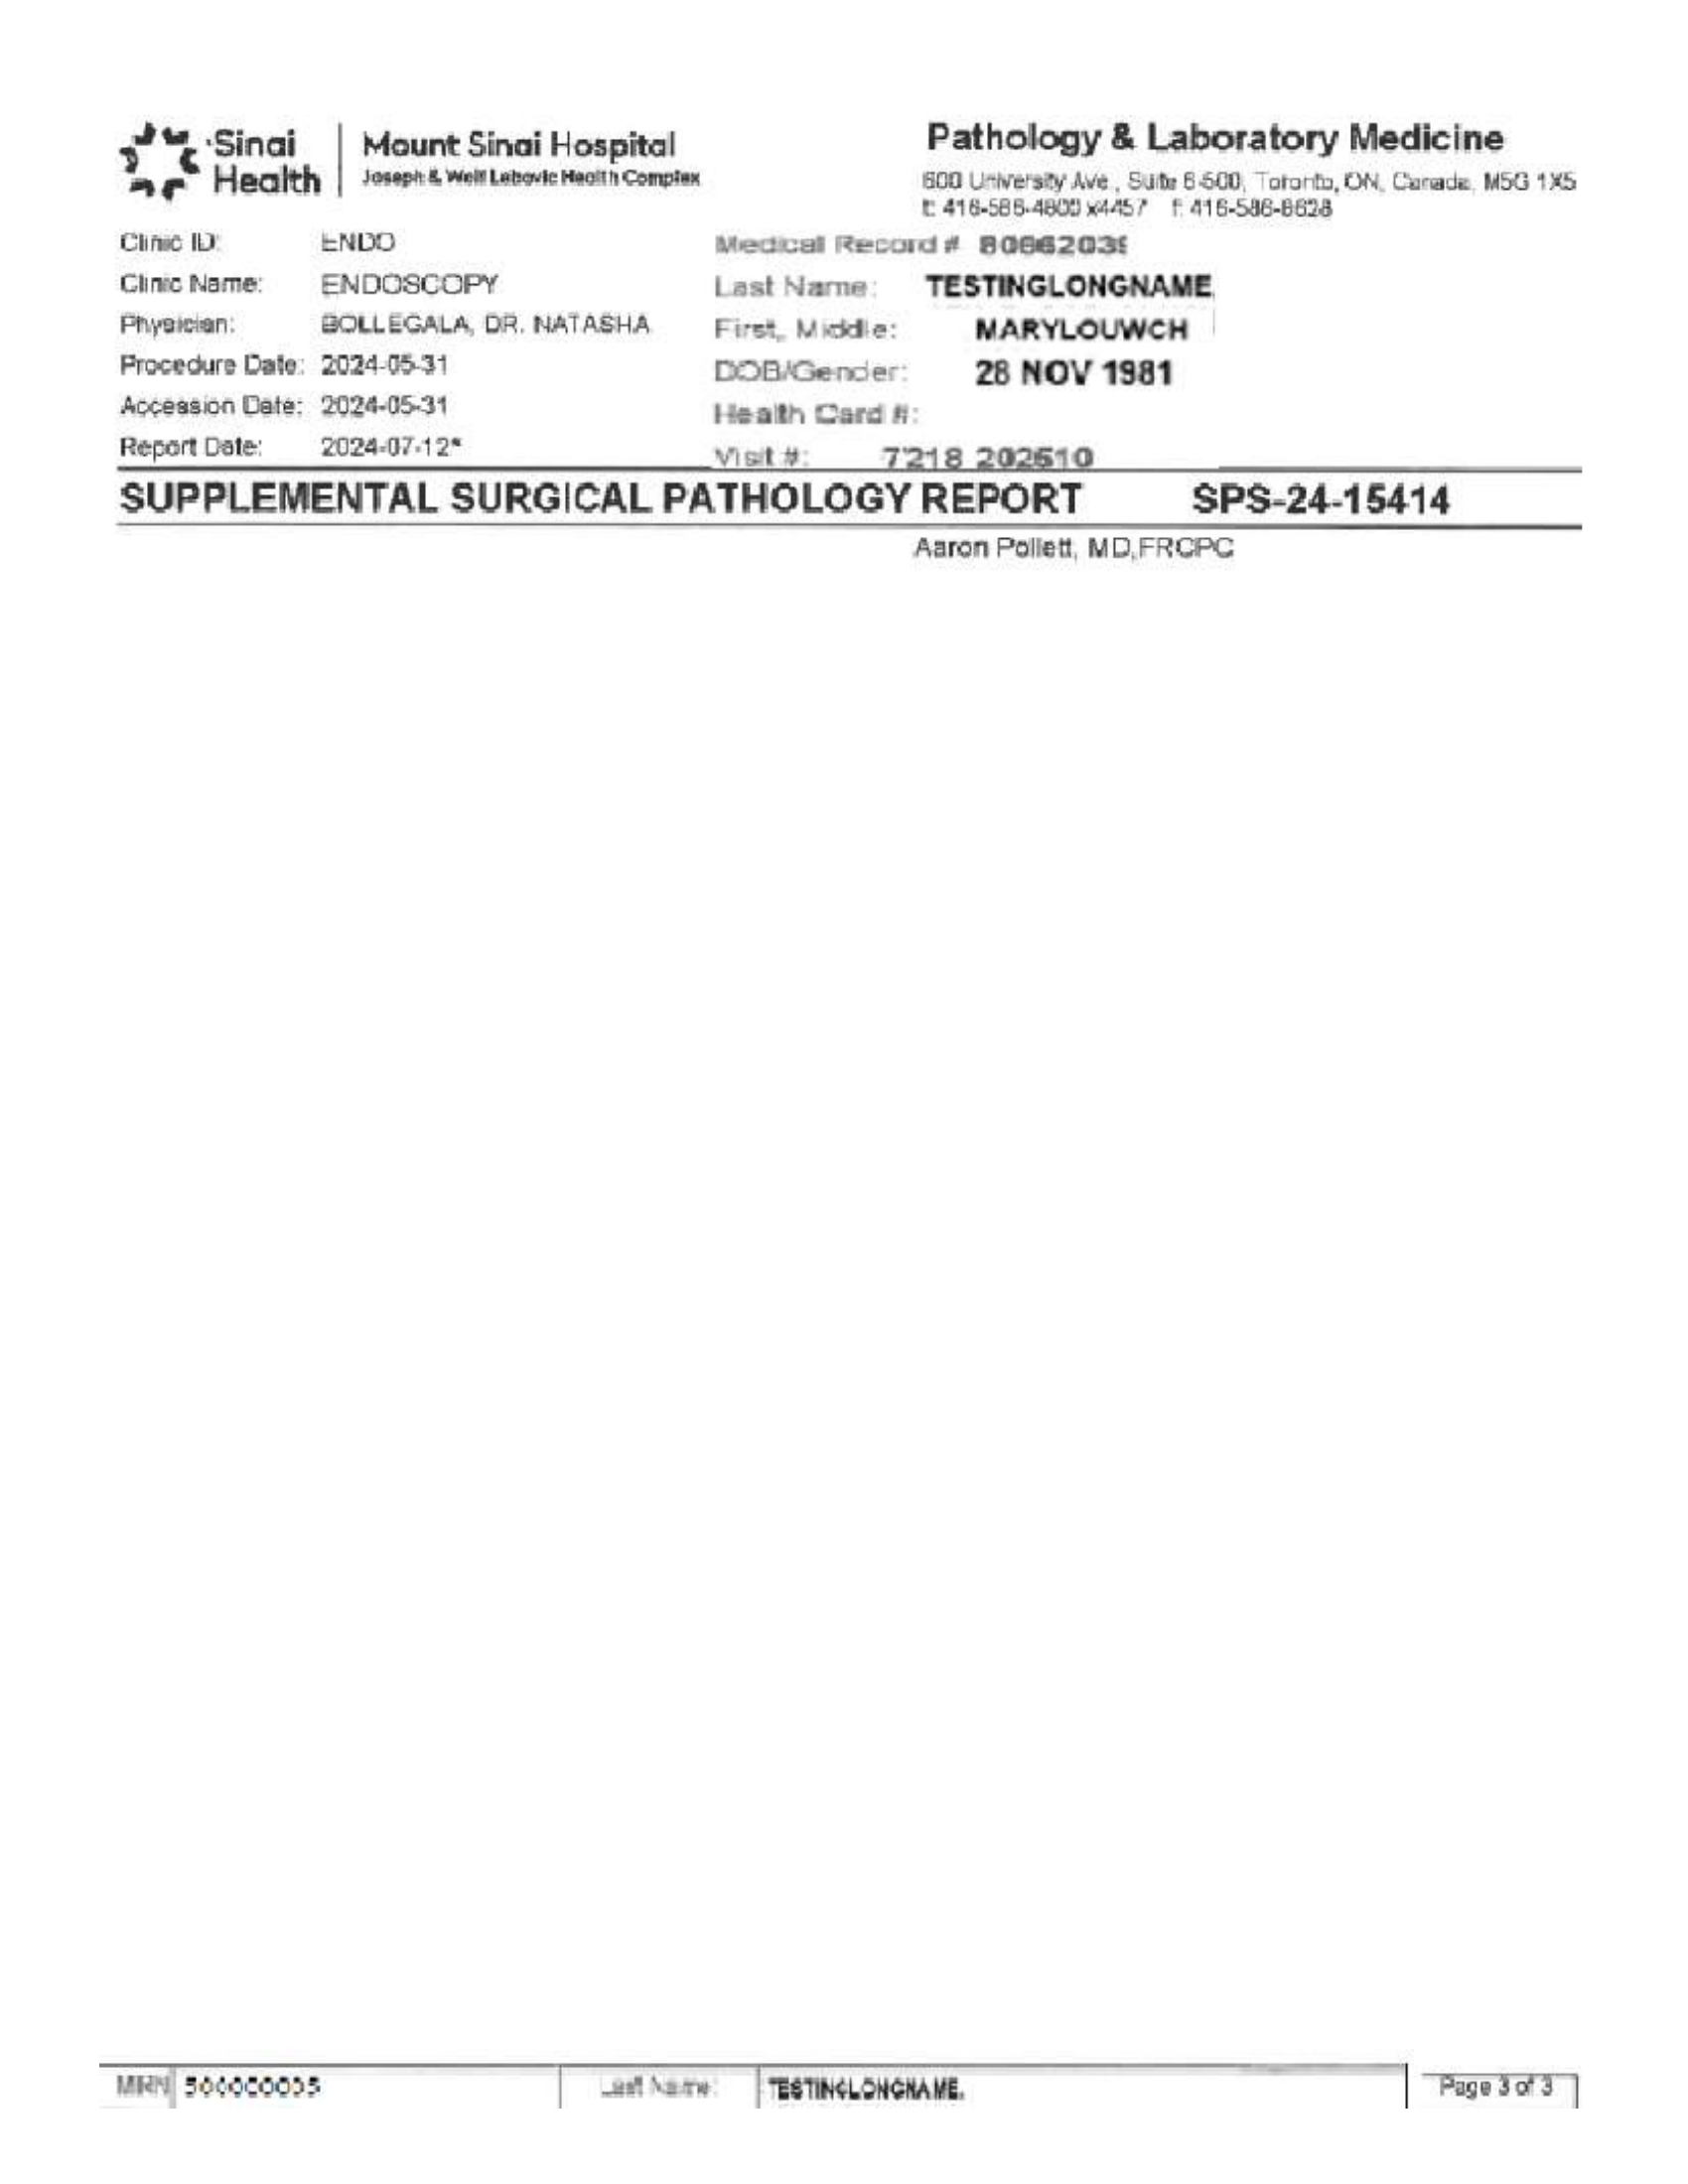 Sinai Health
Mount Sinai Hospital
Joseph & Wolf Lebovic Health Complex
Pathology & Laboratory Medicine
600 University Ave., Suite 6-500, Toronto, ON, Canada, M5G 1X5
t: 416-586-4800 x4457 f: 416-586-8628
Clinic ID: ENDO
Clinic Name: ENDOSCOPY
Physician: BOLLEGALA, DR. NATASHA
Procedure Date: 2024-05-31
Accession Date: 2024-05-31
Report Date: 2024-07-12*
Medical Record #
Last Name: TESTINGLONGNAME
First, Middle: MARYLOUWCH
DOB/Gender: 28 NOV 1981
Health Card #:
Visit #: 7218 202510
SUPPLEMENTAL SURGICAL PATHOLOGY REPORT SPS-24-15414
Aaron Pollett, MD,FRCPC
MRN 500000005 Last Name: TESTINGLONGNAME, Page 3 of 3